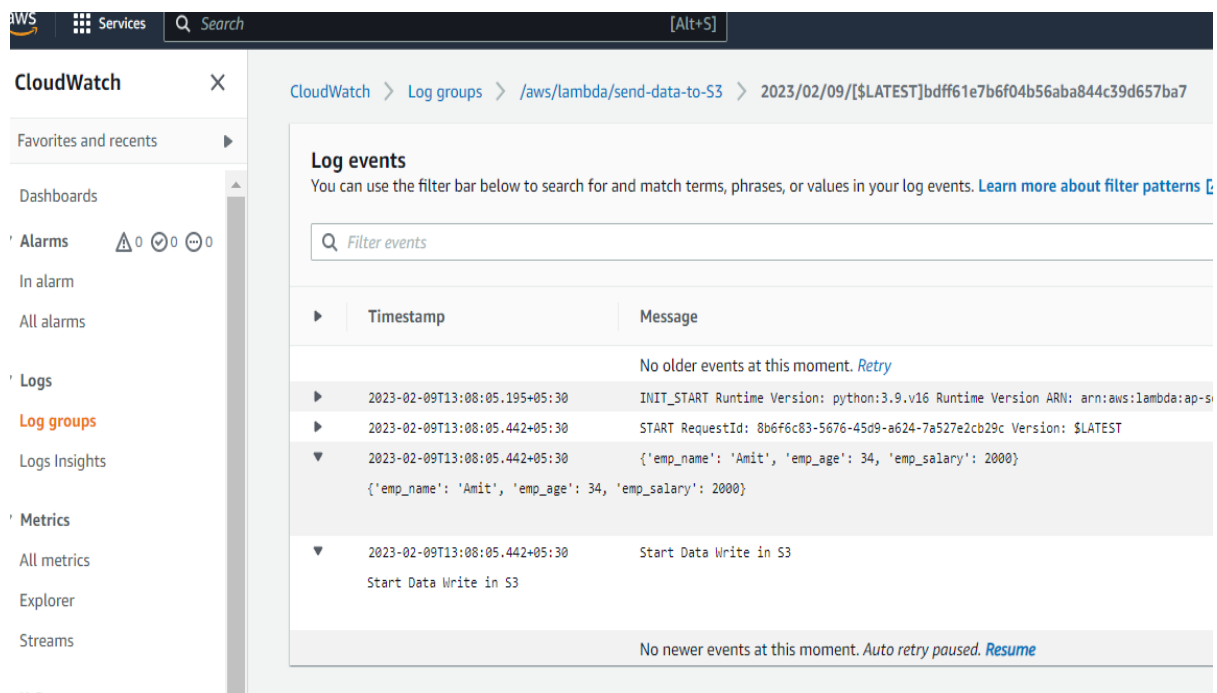 aws Services Search [Alt+S]
CloudWatch
Favorites and recents
Dashboards
Alarms 0 0 0
In alarm
All alarms
Logs
Log groups
Logs Insights
Metrics
All metrics
Explorer
Streams
CloudWatch Log groups /aws/lambda/send-data-to-S3 2023/02/09/[$LATEST]bdff61e7b6f04b56aba844c39d657ba7
Log events
You can use the filter bar below to search for and match terms, phrases, or values in your log events. Learn more about filter patterns
Filter events
Timestamp Message
No older events at this moment. Retry
2023-02-09T13:08:05.195+05:30 INIT_START Runtime Version: python:3.9.v16 Runtime Version ARN: arn:aws:lambda:ap-s
2023-02-09T13:08:05.442+05:30 START RequestId: 8b6f6c83-5676-45d9-a624-7a527e2cb29c Version: $LATEST
2023-02-09T13:08:05.442+05:30 {'emp_name': 'Amit', 'emp_age': 34, 'emp_salary': 2000}
{'emp_name': 'Amit', 'emp_age': 34, 'emp_salary': 2000}
2023-02-09T13:08:05.442+05:30 Start Data Write in S3
Start Data Write in S3
No newer events at this moment. Auto retry paused. Resume